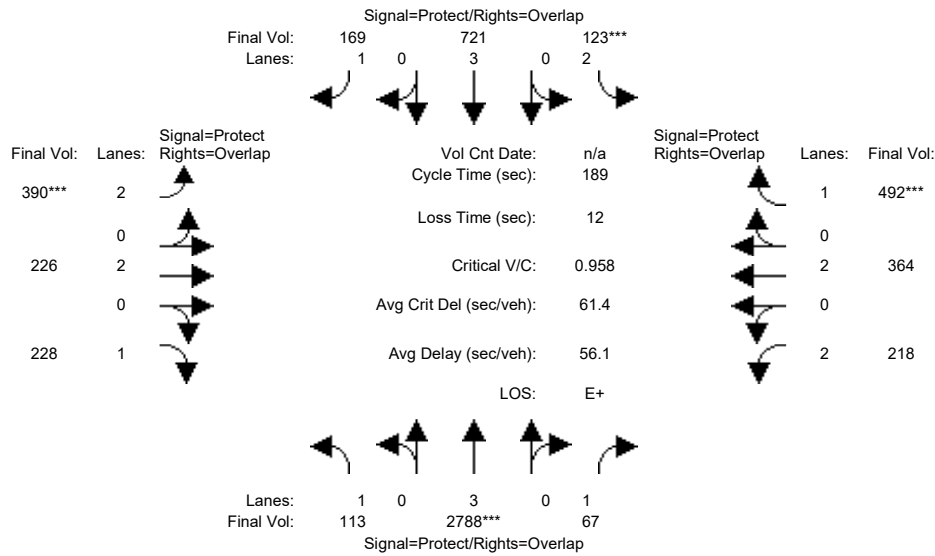 Signal=Protect/Rights=Overlap
Final Vol: 169 721 123***
Lanes: 1 0 3 0 2
Signal=Protect
Final Vol: Lanes: Rights=Overlap
Vol Cnt Date: n/a
Signal=Protect
Rights=Overlap Lanes: Final Vol:
Cycle Time (sec): 189
390*** 2
1 492***
Loss Time (sec): 12
0
0
226 2
Critical V/C: 0.958
2 364
0
Avg Crit Del (sec/veh): 61.4
0
228 1
Avg Delay (sec/veh): 56.1
2 218
LOS: E+
Lanes: 1 0 3 0 1
Final Vol: 113 2788*** 67
Signal=Protect/Rights=Overlap